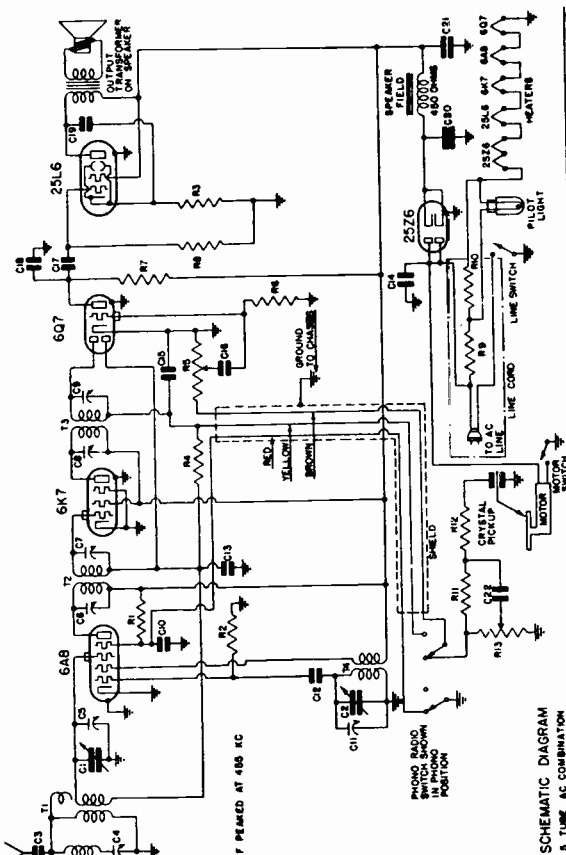 OUTPUT
TRANSFORMER
ON SPEAKER
C19
25L6
R3
C18
C17
R8
R7
6Q7
R6
C15
R5
C16
GROUND
TO CHASSIS
C9
T3
C8
6K7
R4
RED
YELLOW
BROWN
SHIELD
C7
T2
C6
C13
R1
C10
R2
6A8
C5
C1
T1
C3
C4
C12
T4
C2
C11
F PEAKED AT 455 KC
SPEAKER
FIELD
450 OHMS
C21
C20
25Z6
C14
25Z6
25L6
6K7
6A8
6Q7
HEATERS
PILOT
LIGHT
R10
R9
LINE SWITCH
LINE CORD
TO AC
LINE
MOTOR
MOTOR
SWITCH
R12
CRYSTAL
PICKUP
R11
C22
R13
PHONO RADIO
SWITCH SHOWN
IN PHONO
POSITION
SCHEMATIC DIAGRAM
5 TUBE AC COMBINATION